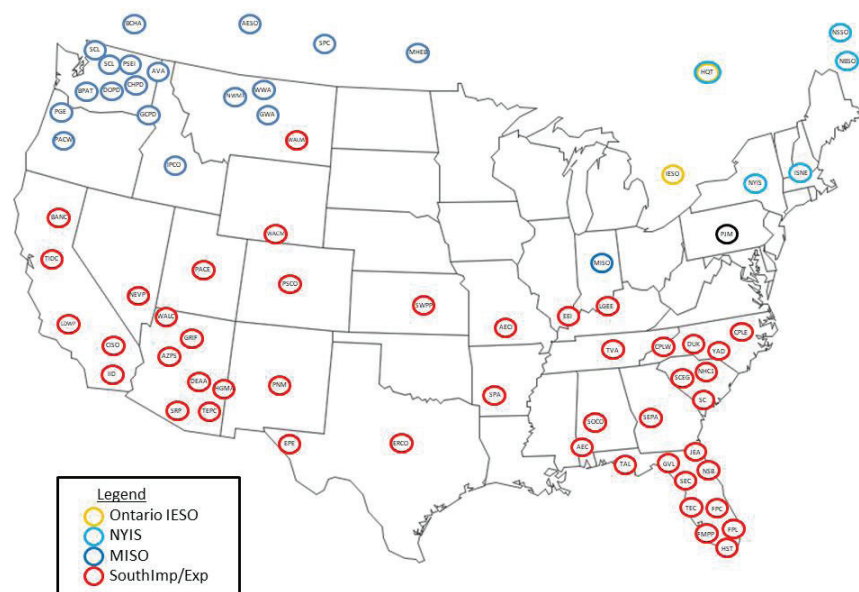 BCHA
AESO
SPC
MHEB
NSSO
NBSO
HQT
SCL
SCL
PSEI
AVA
BPAT
DOPD
CHPD
GCPD
PGE
PACW
IPCO
NWMT
WWA
GWA
WAUW
IESO
NYIS
ISNE
BANC
TIDC
WACM
PJM
PACE
PSCO
MISO
NEVP
WALC
SWPP
AECI
EEI
LGEE
LDWP
CISO
IID
GRIF
AZPS
DEAA
HGMA
SRP
TEPC
PNM
SPA
TVA
CPLW
DUK
YAD
CPLE
SCEG
NHC1
SC
SOCO
SEPA
AEC
EPE
ERCO
TAL
GVL
JEA
NSB
SEC
TEC
FPC
FMPP
FPL
HST
Legend
Ontario IESO
NYIS
MISO
SouthImp/Exp